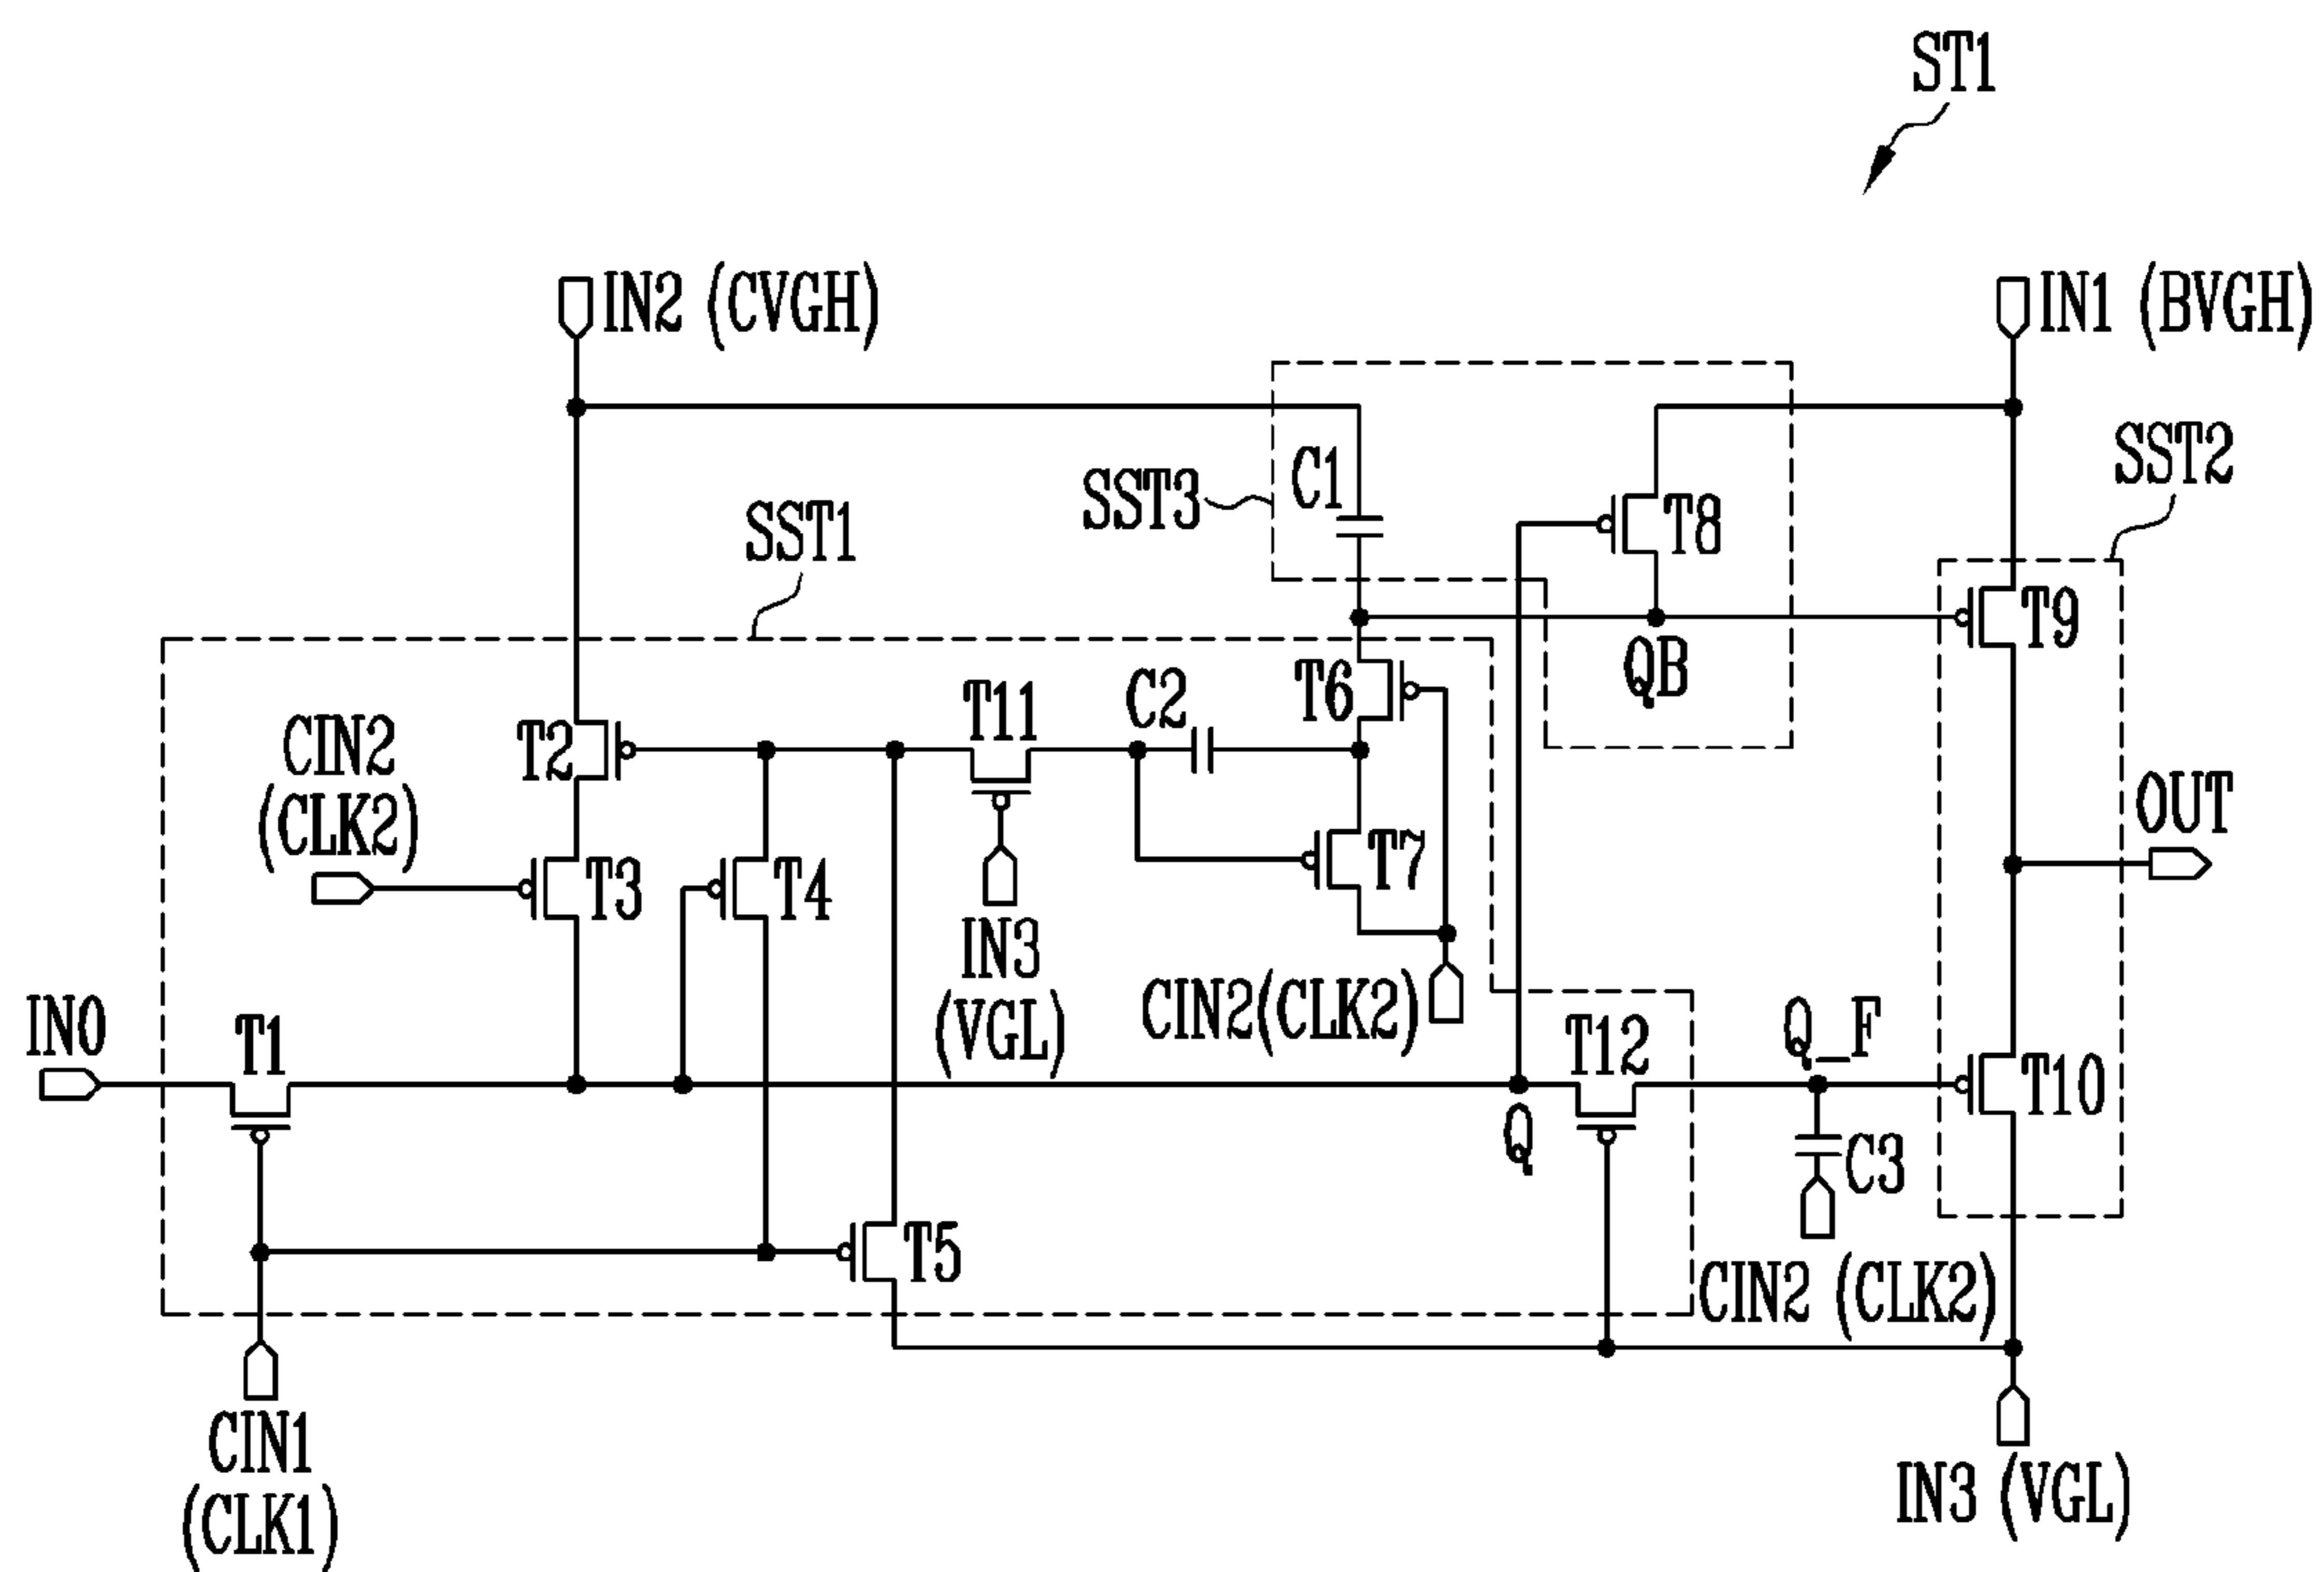 ST1
IN2 (CVGH)
IN1 (BVGH)
SST2
C1
SST3
T8
SST1
T9
QB
T6
C2
T11
T2
CIN2
(CLK2)
OUT
T7
T3
T4
IN3
(VGL)
CIN2(CLK2)
IN0
T1
T12
Q_F
T10
Q
C3
T5
CIN2 (CLK2)
CIN1
(CLK1)
IN3 (VGL)